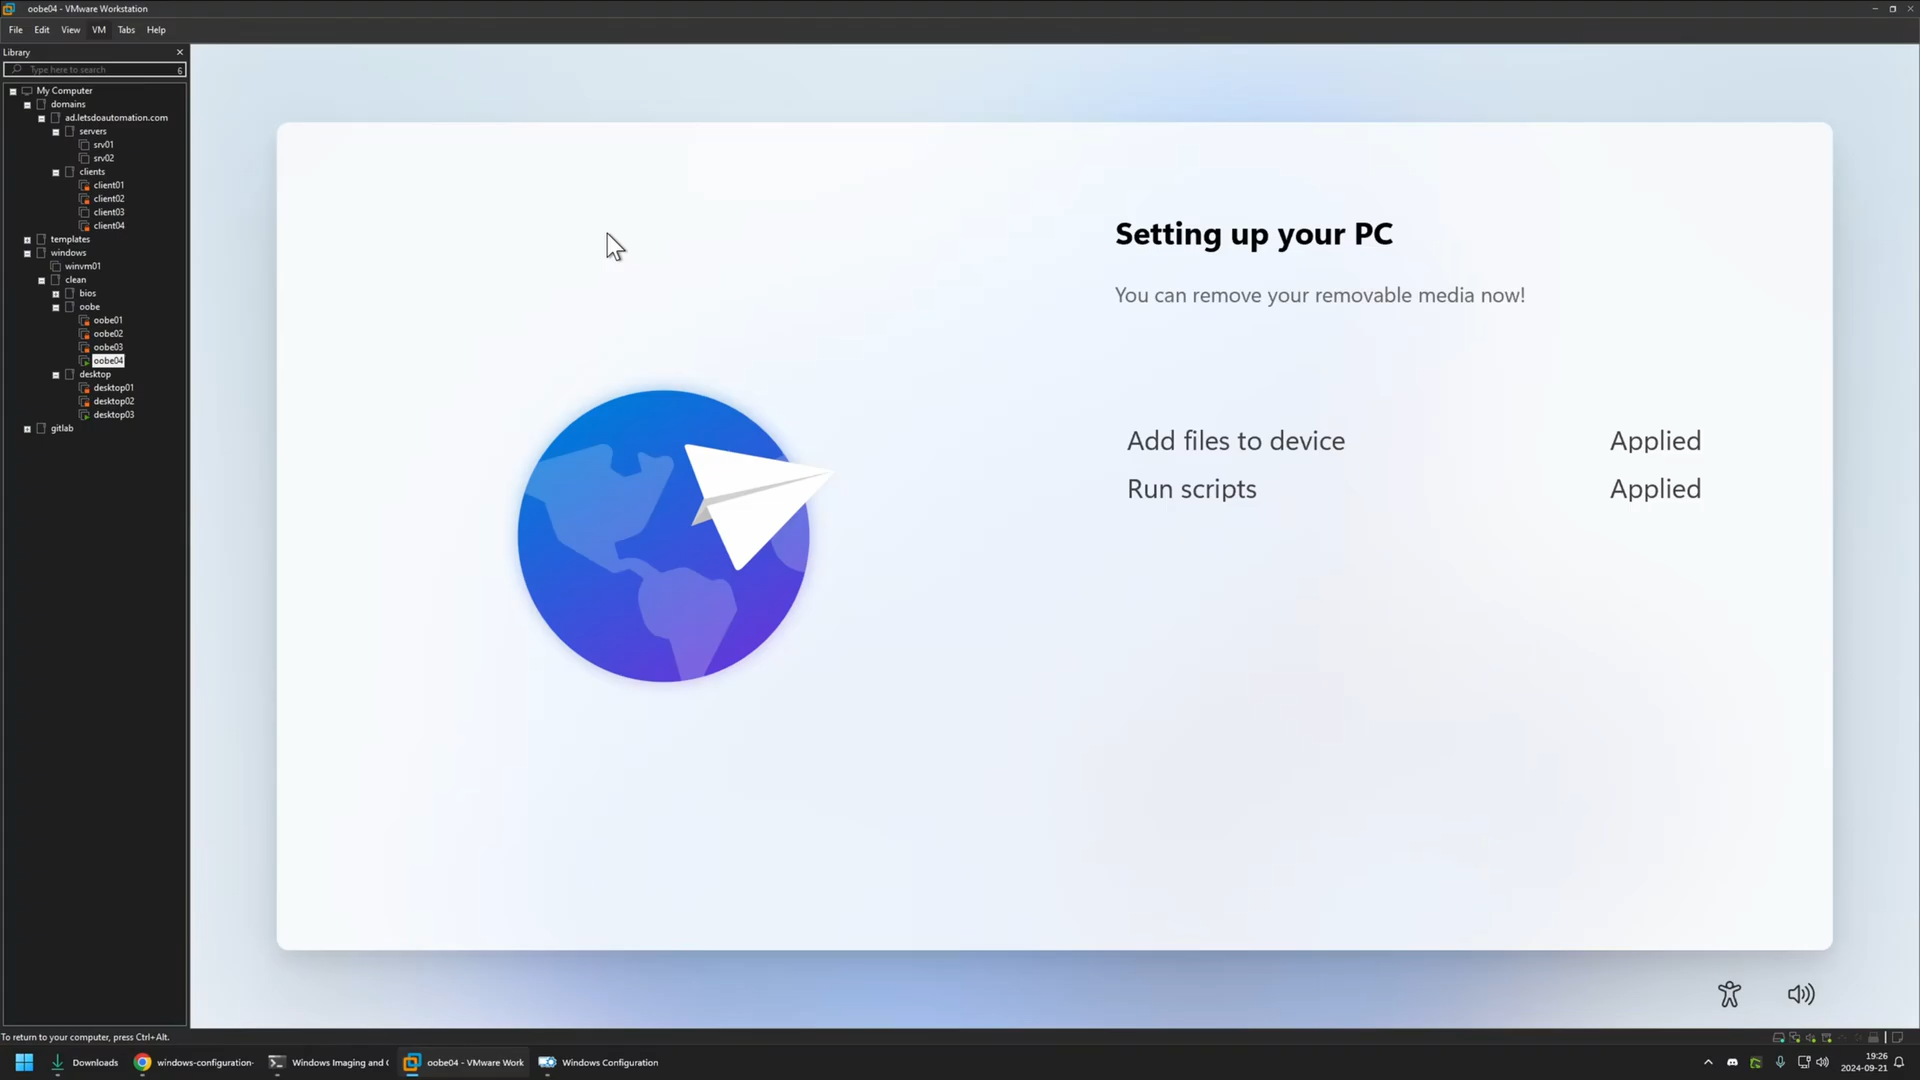 oobe04 - VMware Workstation
File Edit View VM Tabs Help
Library
Type here to search
6
My Computer
domains
ad.letsdoautomation.com
servers
srv01
srv02
clients
client01
client02
client03
client04
templates
windows
winvm01
clean
bios
oobe
oobe01
oobe02
oobe03
oobe04
desktop
desktop01
desktop02
desktop03
gitlab
Setting up your PC
You can remove your removable media now!
Add files to device Applied
Run scripts Applied
To return to your computer, press Ctrl+Alt.
Downloads windows-configuration- Windows Imaging and C oobe04 - VMware Work Windows Configuration
19:26
2024-09-21